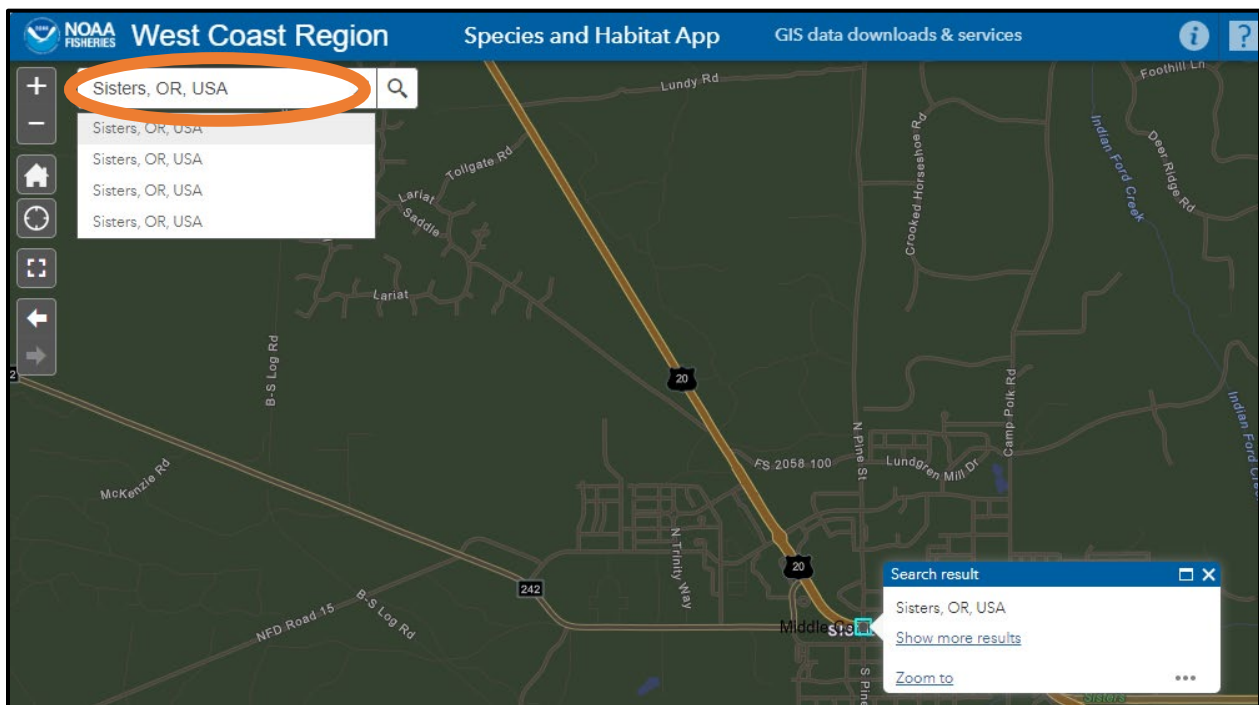 NOAA
FISHERIES
West Coast Region
Species and Habitat App
GIS data downloads & services
Sisters, OR, USA
Sisters, OR, USA
Sisters, OR, USA
Sisters, OR, USA
Sisters, OR, USA
Lundy Rd
Foothill Ln
Tollgate Rd
Lariat
Saddle
Crooked Horseshoe Rd
Indian Ford Creek
Deer Ridge Rd
Lariat
B-S Log Rd
20
2
Camp Polk Rd
Indian Ford
N Pine St
FS 2058 100
Lundgren Mill Dr
McKenzie Rd
N Trinity Way
20
242
B-S Log Rd
NFD Road 15
Middle
S Pine
Search result
Sisters, OR, USA
Show more results
Zoom to
Sisters